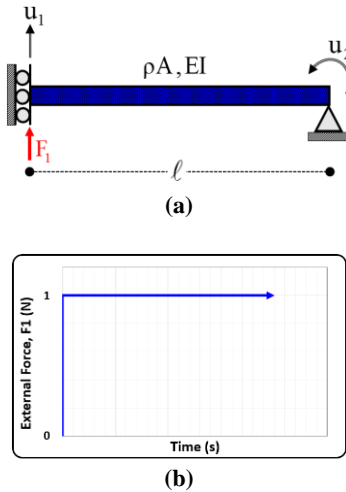 u₁
ρA, EI
u₂
F₁
ℓ
(a)
External Force, F1 (N)
1
0
Time (s)
(b)